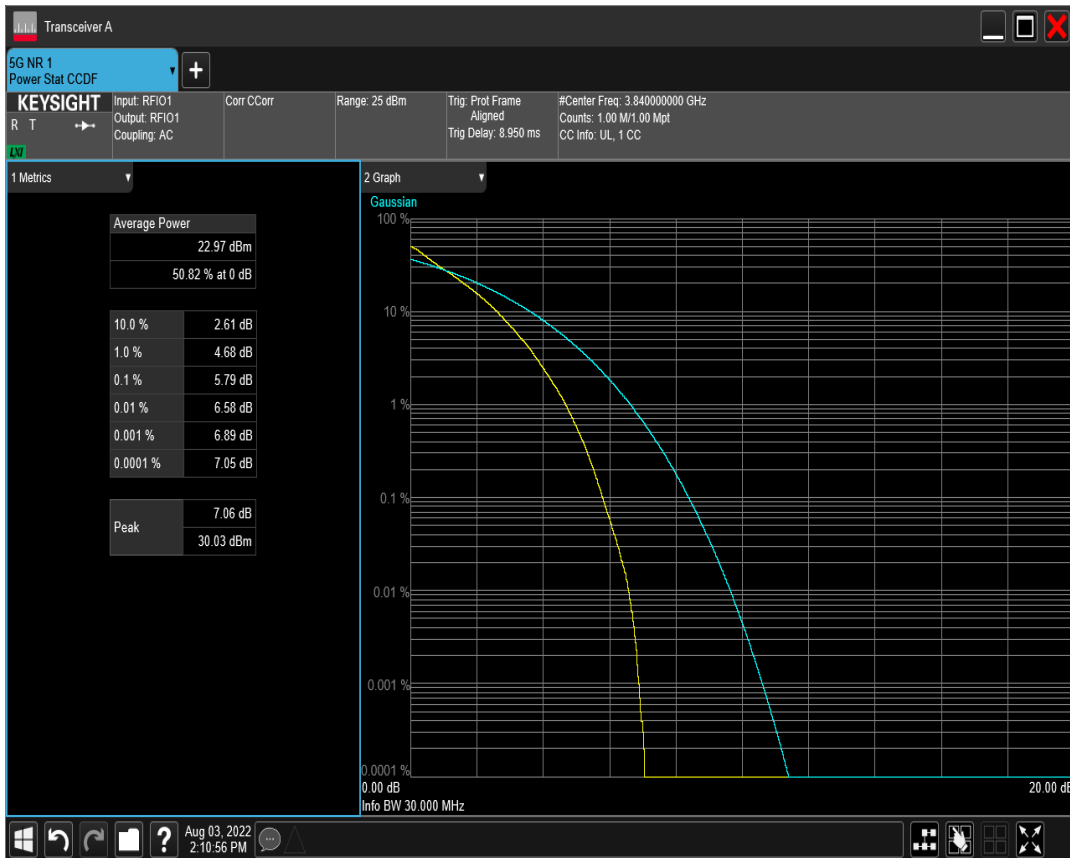 Transceiver A
5G NR 1
Power Stat CCDF
KEYSIGHT
R T
LXI
Input: RFIO1
Output: RFIO1
Coupling: AC
Corr CCorr
Range: 25 dBm
Trig: Prot Frame
Aligned
Trig Delay: 8.950 ms
#Center Freq: 3.840000000 GHz
Counts: 1.00 M/1.00 Mpt
CC Info: UL, 1 CC
1 Metrics
Average Power
22.97 dBm
50.82 % at 0 dB
10.0 % 2.61 dB
1.0 % 4.68 dB
0.1 % 5.79 dB
0.01 % 6.58 dB
0.001 % 6.89 dB
0.0001 % 7.05 dB
Peak
7.06 dB
30.03 dBm
2 Graph
Gaussian
100 %
10 %
1 %
0.1 %
0.01 %
0.001 %
0.0001 %
0.00 dB 20.00 dB
Info BW 30.000 MHz
Aug 03, 2022
2:10:56 PM